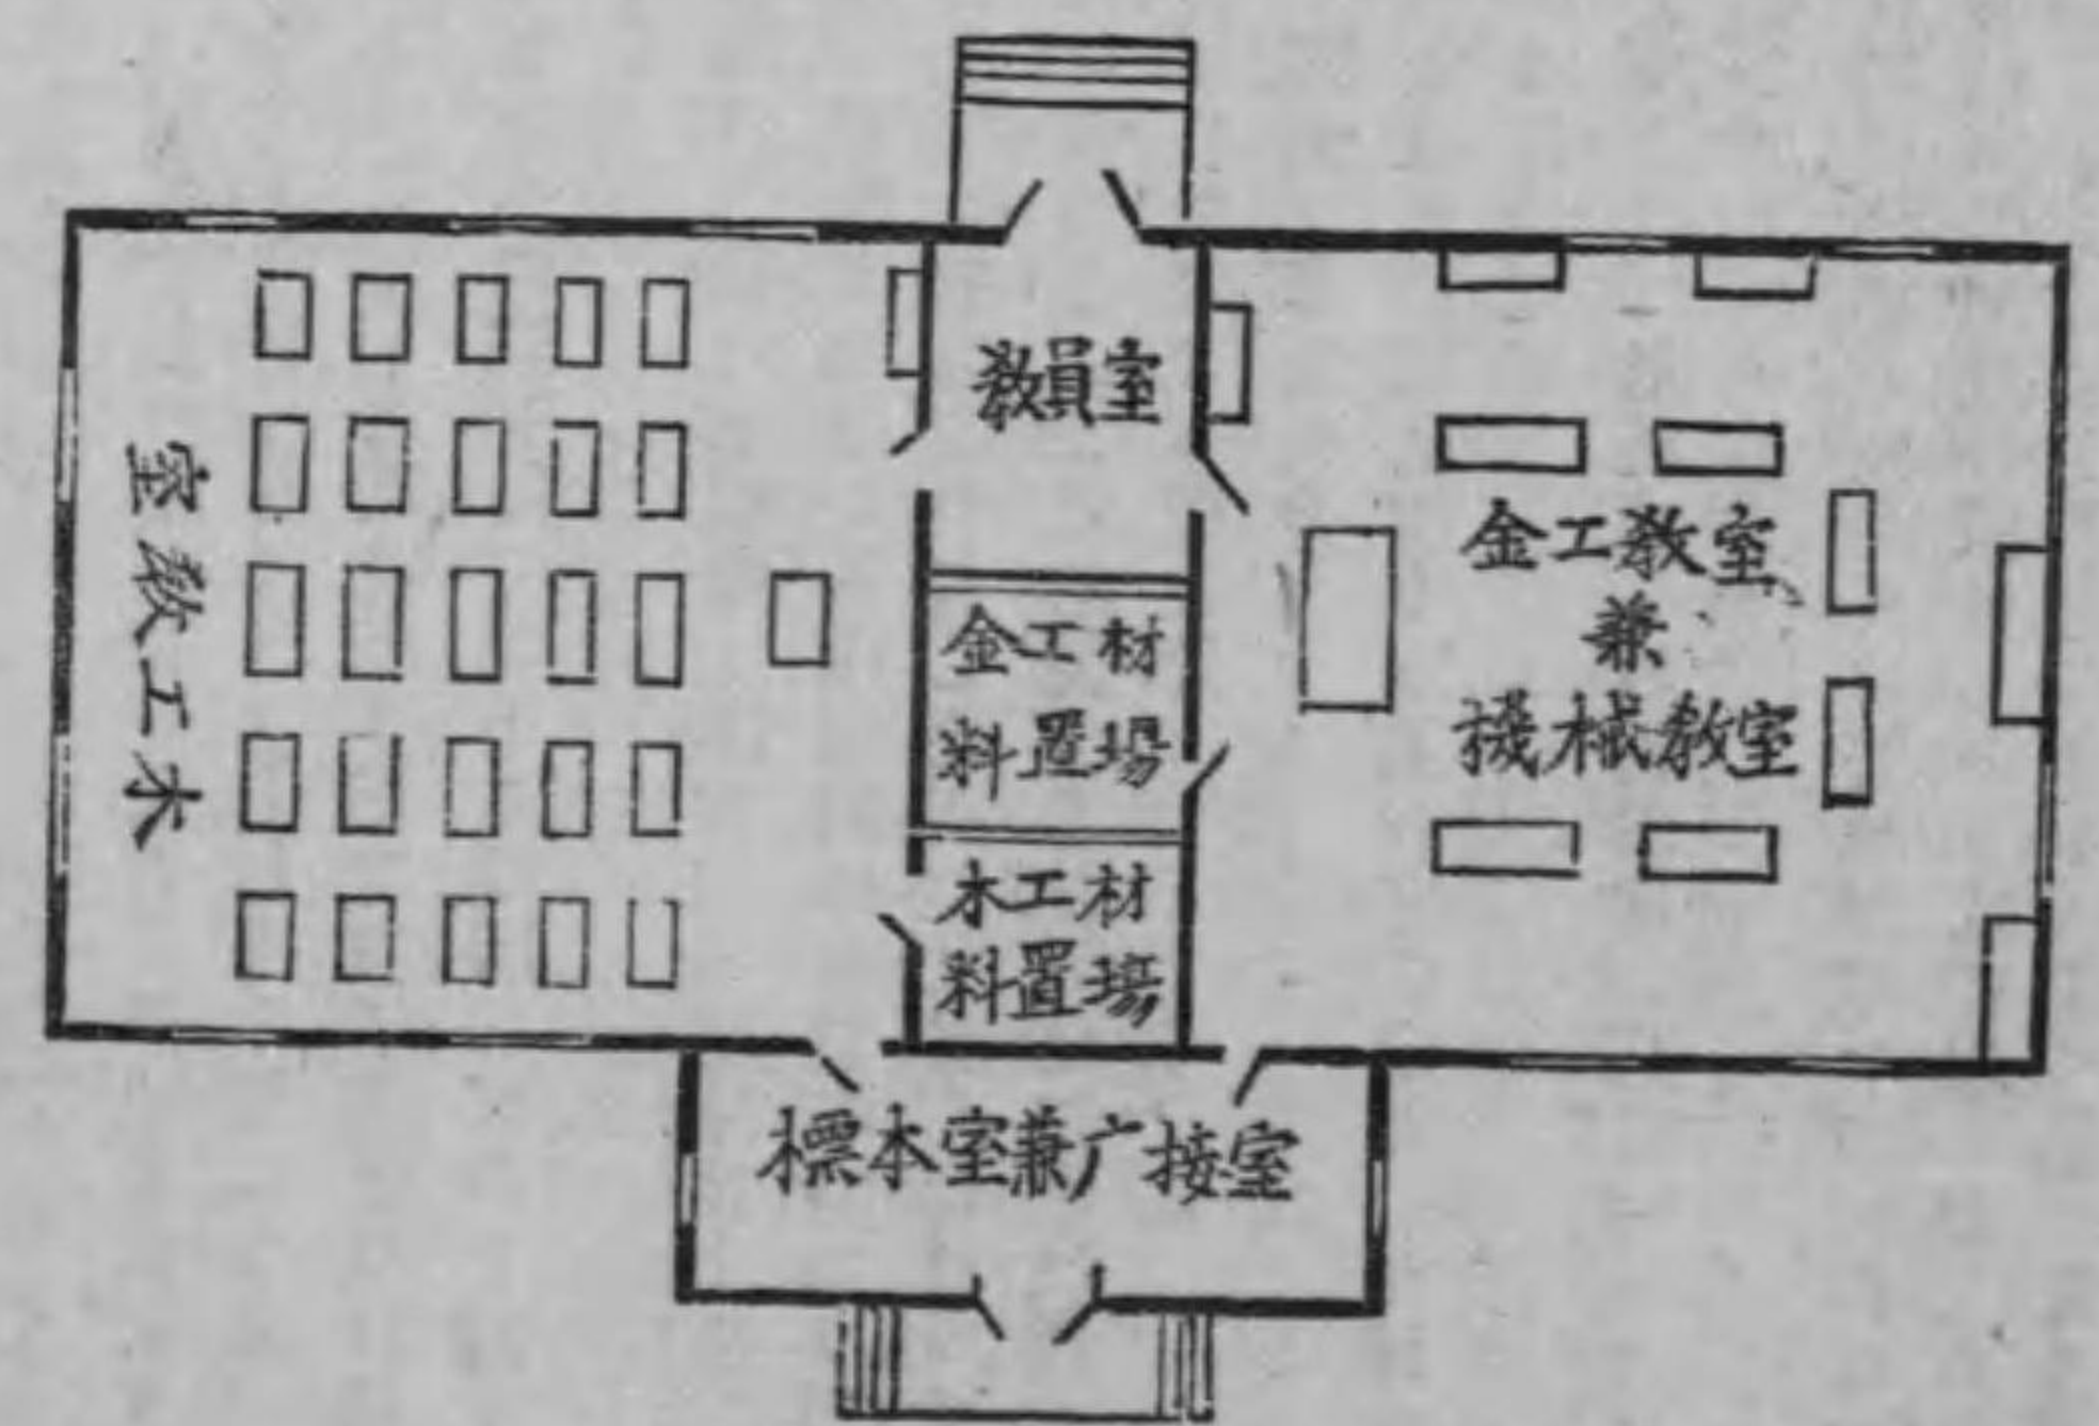 教員室
室教工木
金工教室
兼
機械教室
金工材
料置場
木工材
料置場
標本室兼广接室